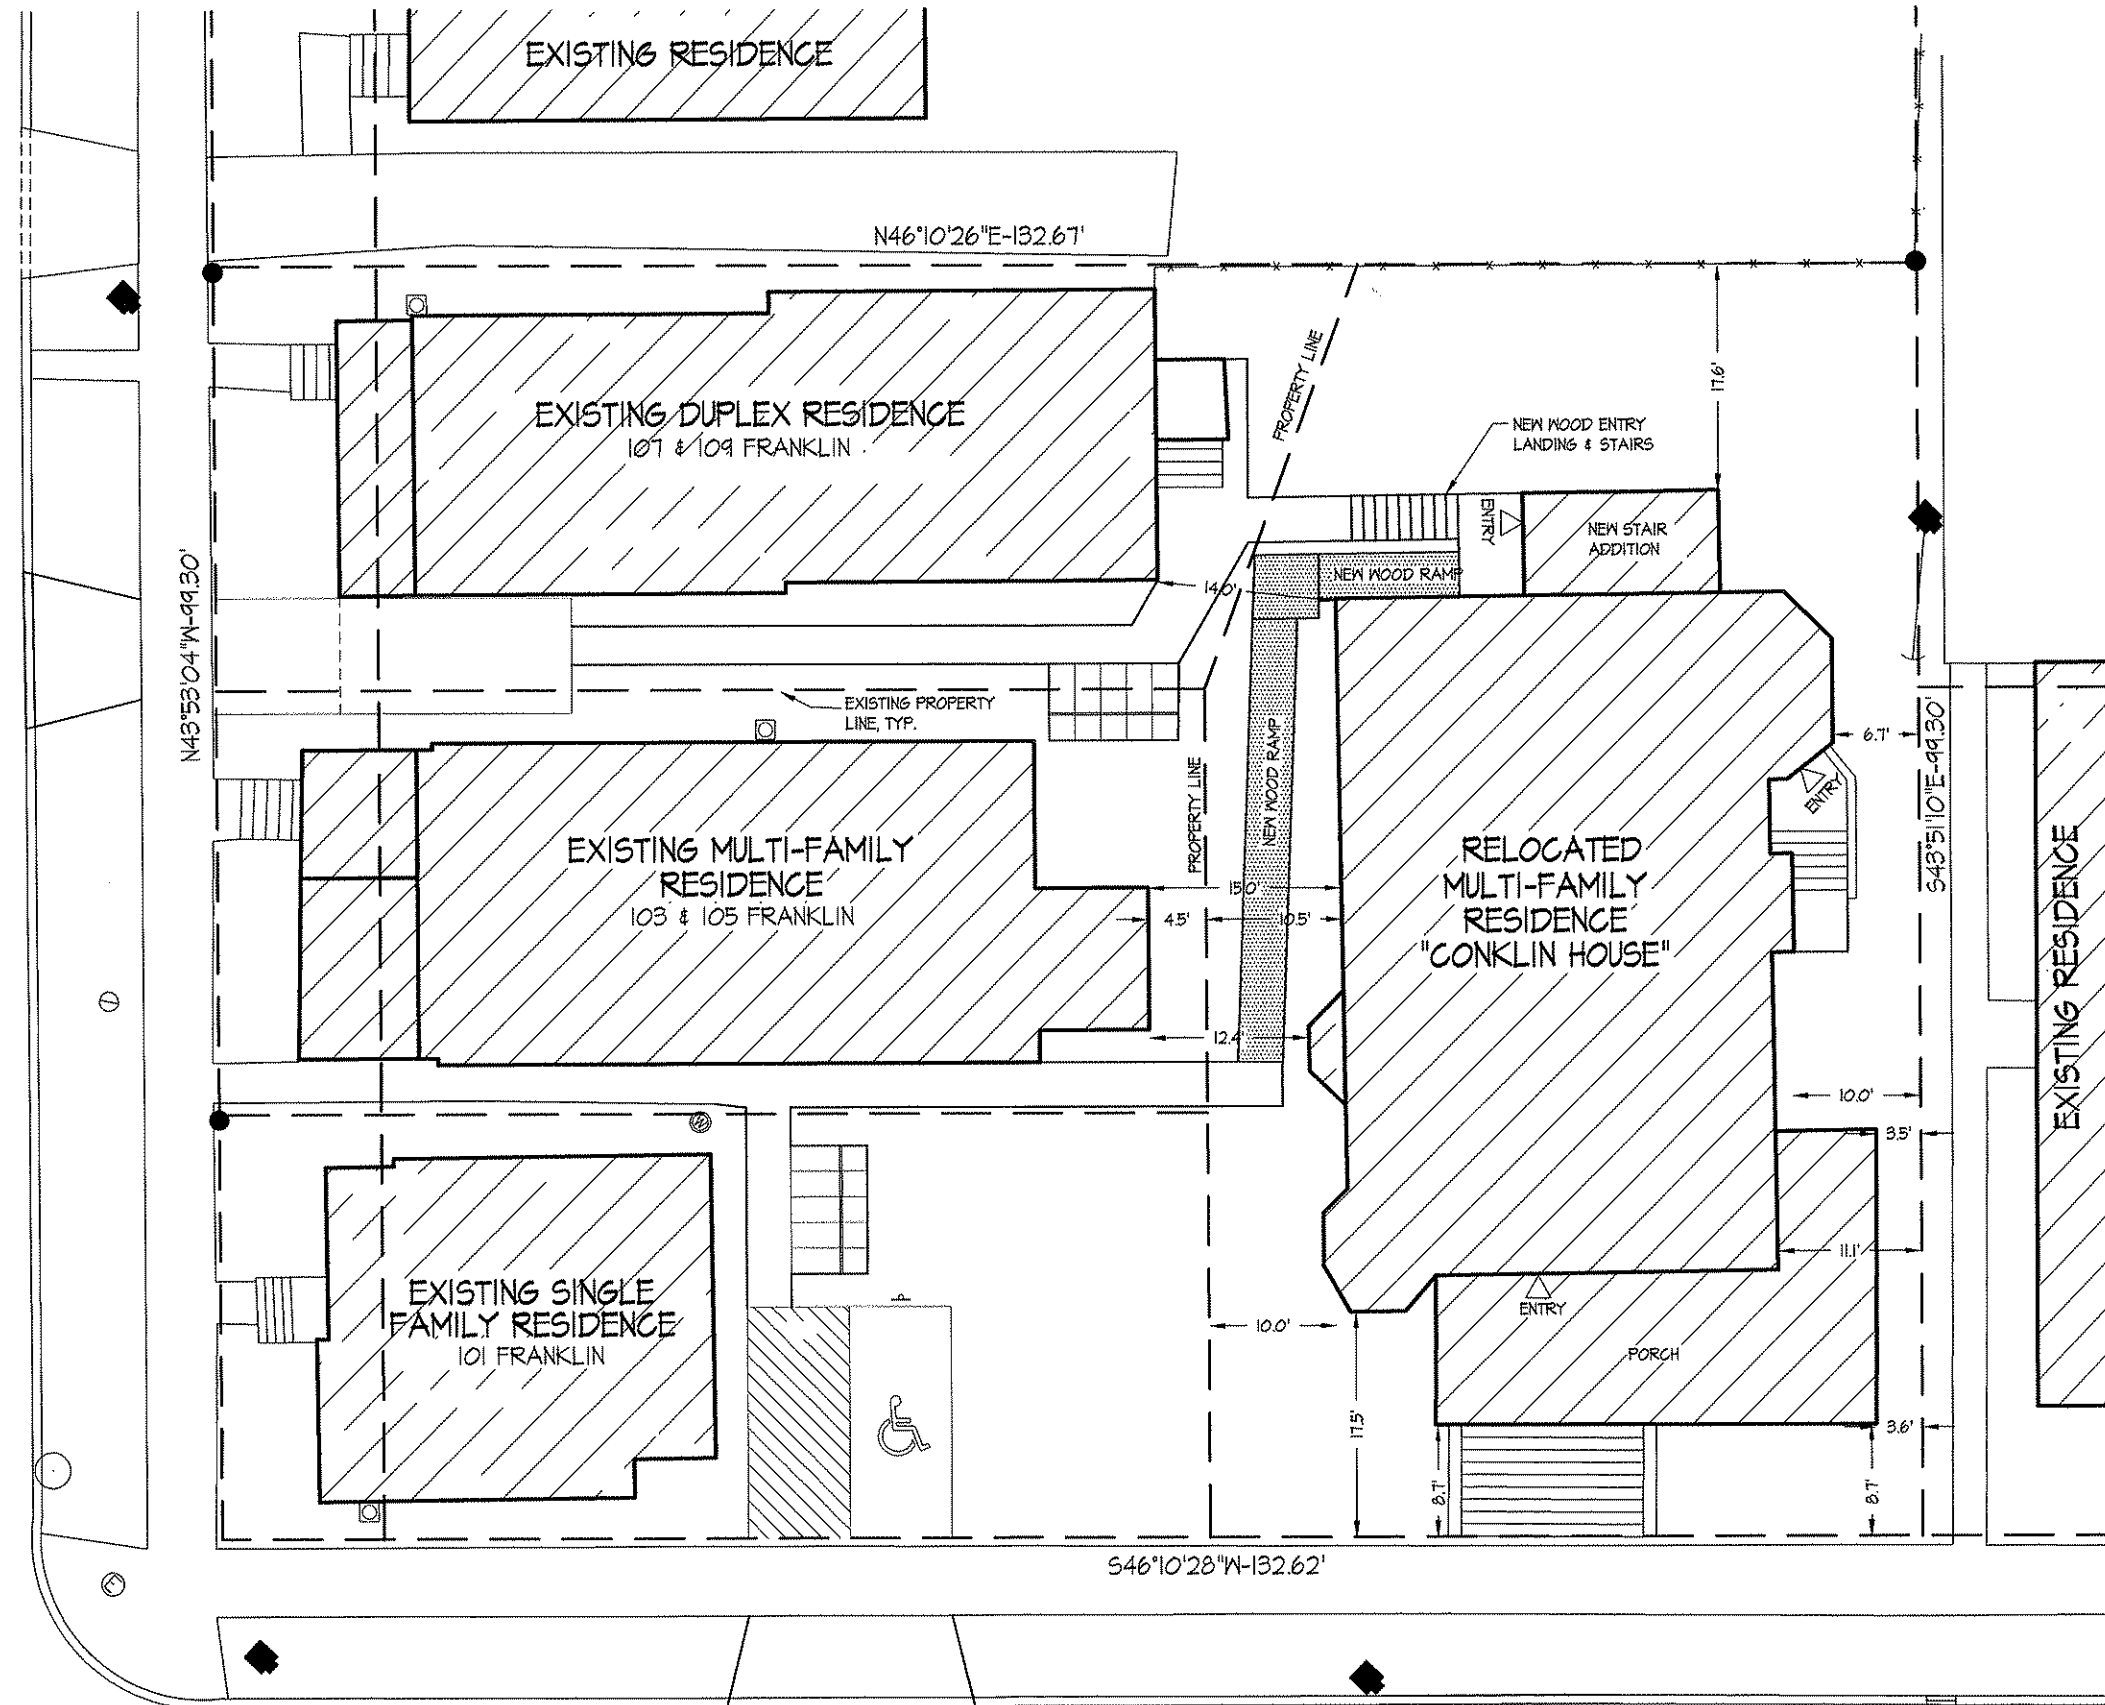 EXISTING RESIDENCE
N46°10'26"E-132.67'
PROPERTY LINE
17.6'
EXISTING DUPLEX RESIDENCE
107 & 109 FRANKLIN
NEW WOOD ENTRY
LANDING & STAIRS
ENTRY
NEW STAIR
ADDITION
NEW WOOD RAMP
14.0'
N43°53'04"W-99.30'
EXISTING PROPERTY
LINE, TYP.
PROPERTY LINE
NEW WOOD RAMP
6.7'
S43°51'10"E-99.30'
ENTRY
EXISTING MULTI-FAMILY
RESIDENCE
103 & 105 FRANKLIN
RELOCATED
MULTI-FAMILY
RESIDENCE
"CONKLIN HOUSE"
EXISTING RESIDENCE
15.0'
4.5'
10.5'
12.4'
10.0'
3.5'
W
11.1'
EXISTING SINGLE
FAMILY RESIDENCE
101 FRANKLIN
ENTRY
10.0'
PORCH
17.5'
3.6'
8.7'
8.7'
S46°10'28"W-132.62'
E